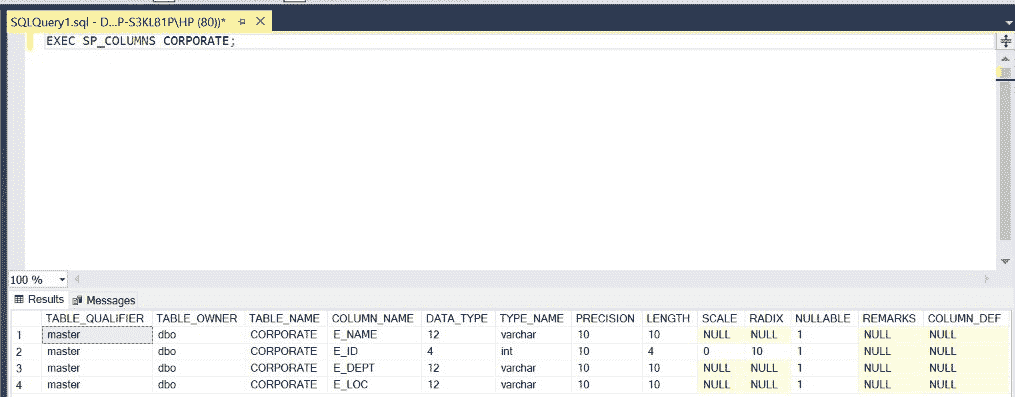 SQLQuery1.sql - D...P-S3KL81P\HP (80))*
EXEC SP_COLUMNS CORPORATE;
100 %
Results Messages
TABLE_QUALIFIER TABLE_OWNER TABLE_NAME COLUMN_NAME DATA_TYPE TYPE_NAME PRECISION LENGTH SCALE RADIX NULLABLE REMARKS COLUMN_DEF
1 master dbo CORPORATE E_NAME 12 varchar 10 10 NULL NULL 1 NULL NULL
2 master dbo CORPORATE E_ID 4 int 10 4 0 10 1 NULL NULL
3 master dbo CORPORATE E_DEPT 12 varchar 10 10 NULL NULL 1 NULL NULL
4 master dbo CORPORATE E_LOC 12 varchar 10 10 NULL NULL 1 NULL NULL